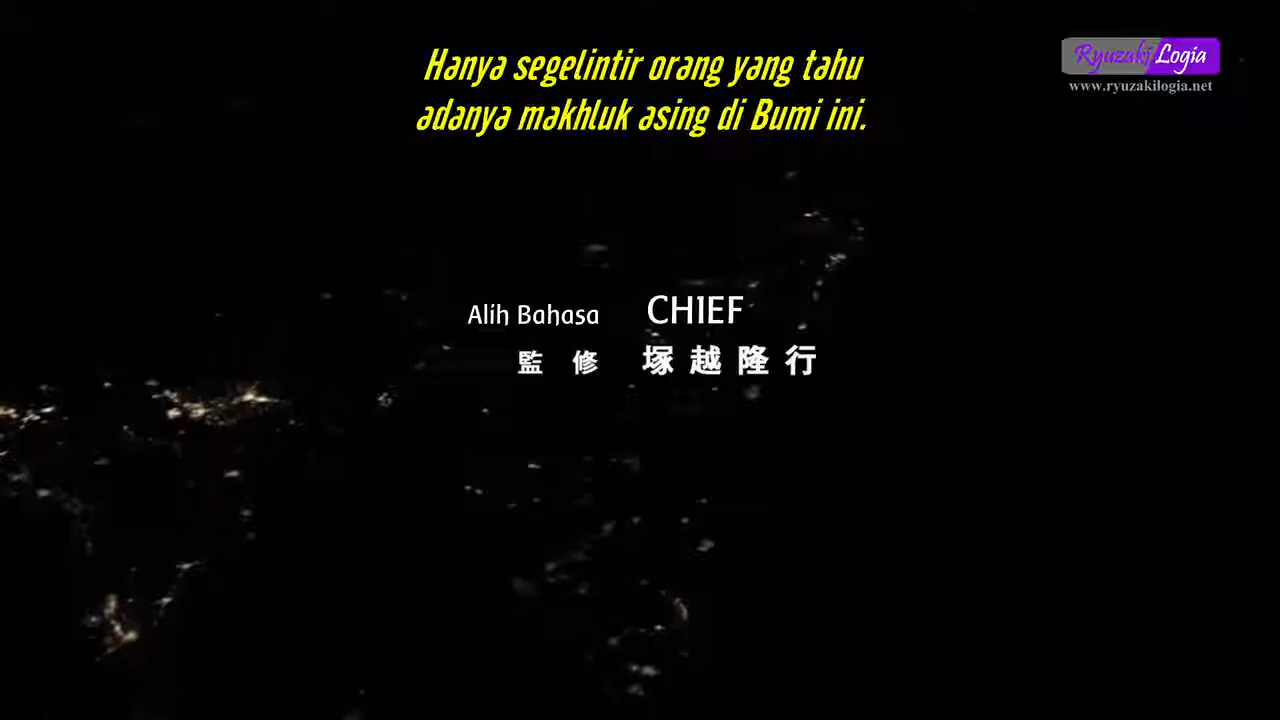 Hanya segelintir orang yang tahu
adanya makhluk asing di Bumi ini.
Ryuzaki Logia
www.ryuzakilogia.net
Alih Bahasa CHIEF
監修 塚越隆行